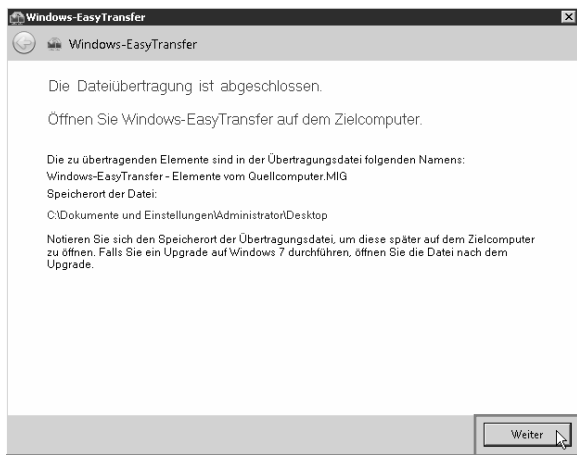 Windows-EasyTransfer
Windows-EasyTransfer
Die Dateiübertragung ist abgeschlossen.
Öffnen Sie Windows-EasyTransfer auf dem Zielcomputer.
Die zu übertragenden Elemente sind in der Übertragungsdatei folgenden Namens:
Windows-EasyTransfer - Elemente vom Quellcomputer.MIG
Speicherort der Datei:
C:\Dokumente und Einstellungen\Administrator\Desktop
Notieren Sie sich den Speicherort der Übertragungsdatei, um diese später auf dem Zielcomputer
zu öffnen. Falls Sie ein Upgrade auf Windows 7 durchführen, öffnen Sie die Datei nach dem
Upgrade.
Weiter